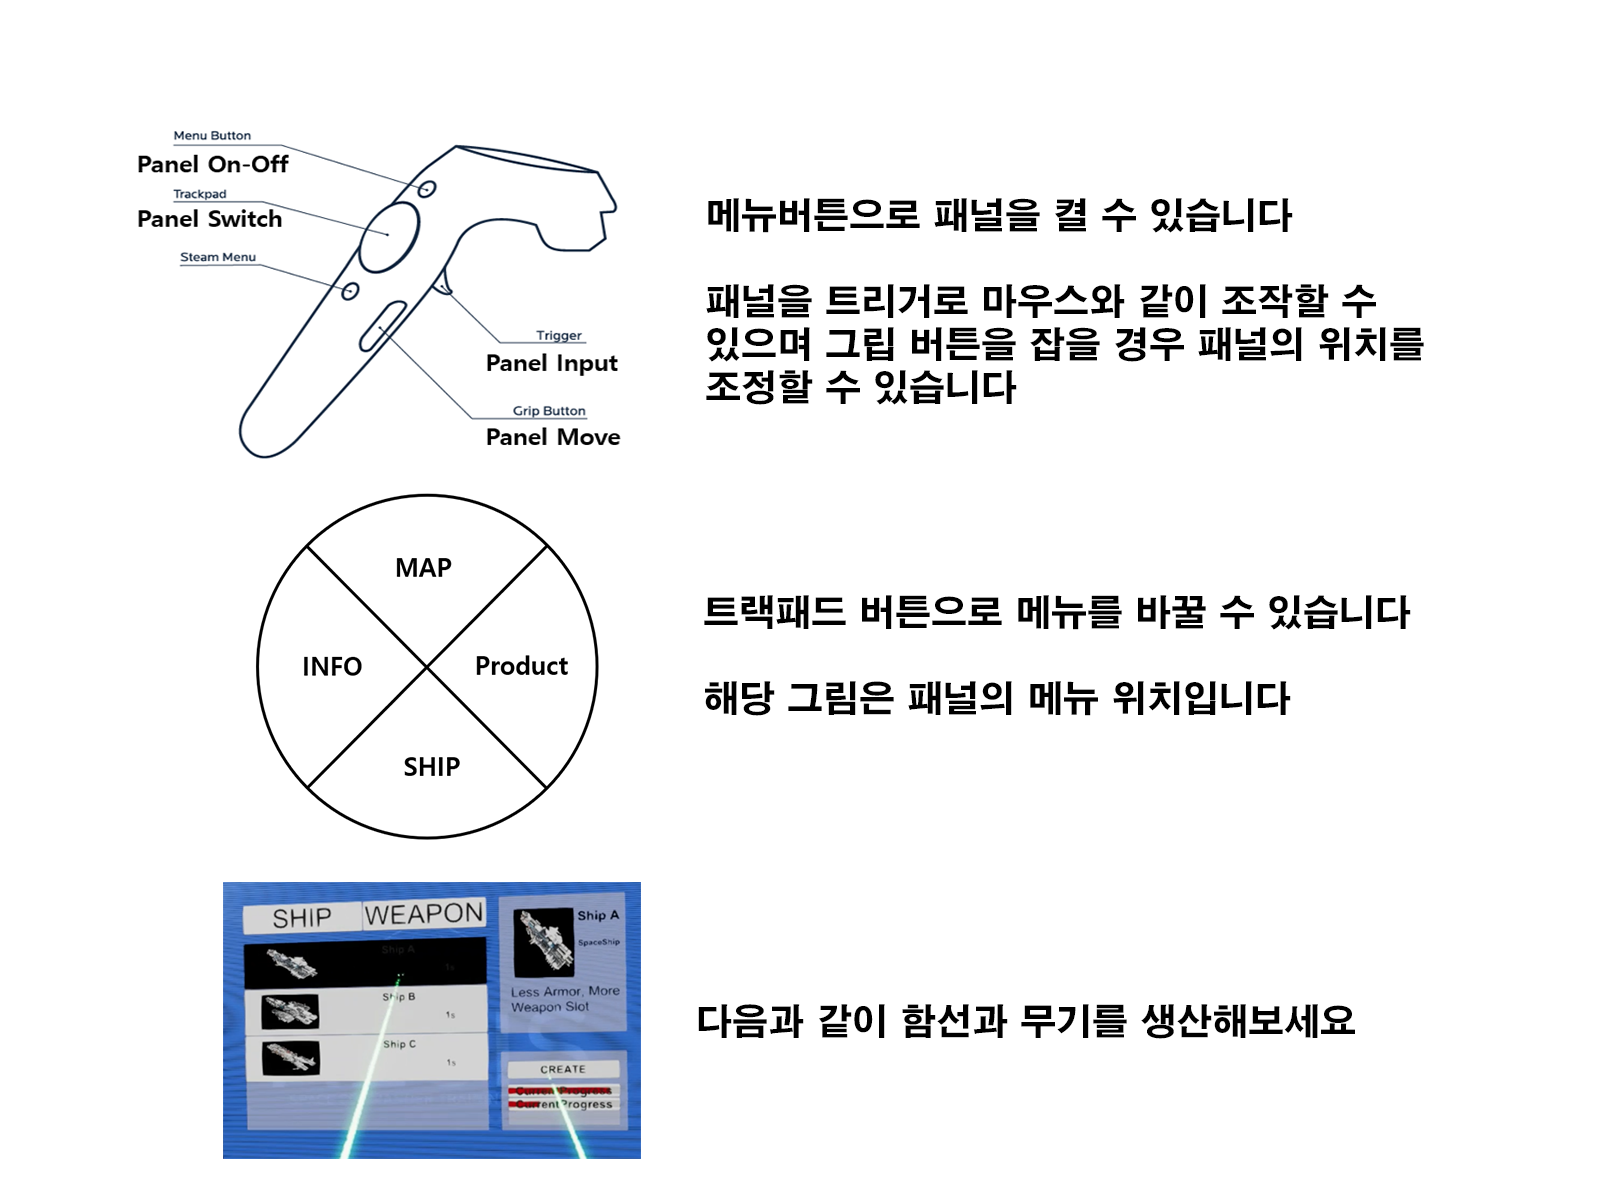 Menu Button
Panel On-Off
Trackpad
Panel Switch
Steam Menu
Trigger
Panel Input
Grip Button
Panel Move
메뉴버튼으로 패널을 켤 수 있습니다
패널을 트리거로 마우스와 같이 조작할 수
있으며 그립 버튼을 잡을 경우 패널의 위치를
조정할 수 있습니다
MAP
INFO
Product
SHIP
트랙패드 버튼으로 메뉴를 바꿀 수 있습니다
해당 그림은 패널의 메뉴 위치입니다
SHIP
WEAPON
Ship A
1s
Ship B
1s
Ship C
1s
Ship A
SpaceShip
Less Armor, More
Weapon Slot
CREATE
CurrentProgress
CurrentProgress
다음과 같이 함선과 무기를 생산해보세요